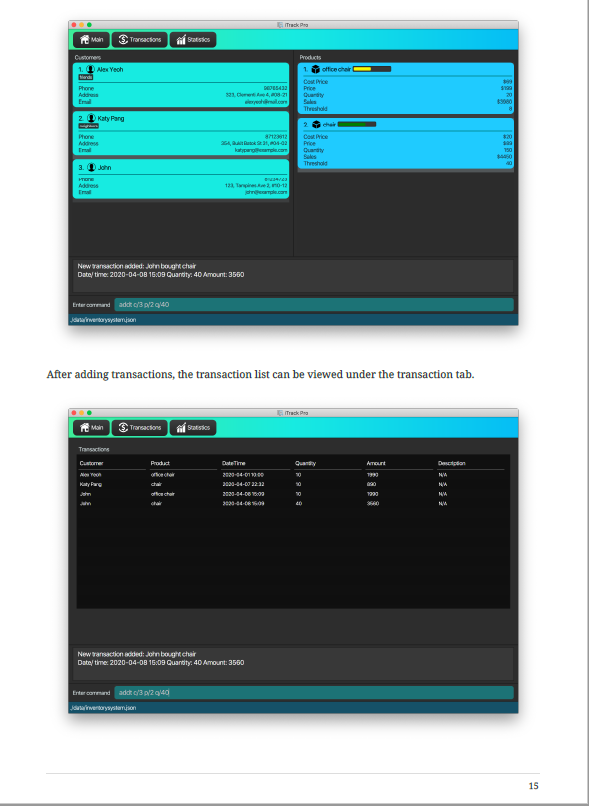 iTrack Pro
Main Transactions Statistics
Customers
1. Alex Yeoh
friends
Phone 98765432
Address 323, Clementi Ave 4, #08-21
Email alexyeoh@mail.com
2. Katy Pang
neighbours
Phone 87123612
Address 354, Bukit Batok St 31, #04-02
Email katypang@example.com
3. John
Phone
Address 123, Tampines Ave 2, #10-12
Email john@example.com
Products
1. office chair
Cost Price
Price $199
Quantity 20
Sales $3980
Threshold 8
2. chair
Cost Price
Price $89
Quantity 150
Sales $4450
Threshold 40
New transaction added: John bought chair
Date/ time: 2020-04-08 15:09 Quantity: 40 Amount: 3560
Enter command addt c/3 p/2 q/40
./data/inventorysystem.json
After adding transactions, the transaction list can be viewed under the transaction tab.
iTrack Pro
Main Transactions Statistics
Transactions
Customer Product DateTime Quantity Amount Description
Alex Yeoh office chair 2020-04-01 10:00 10 1990 N/A
Katy Pang chair 2020-04-07 22:32 10 890 N/A
John office chair 2020-04-08 15:09 10 1990 N/A
John chair 2020-04-08 15:09 40 3560 N/A
New transaction added: John bought chair
Date/ time: 2020-04-08 15:09 Quantity: 40 Amount: 3560
Enter command addt c/3 p/2 q/40
./data/inventorysystem.json
15